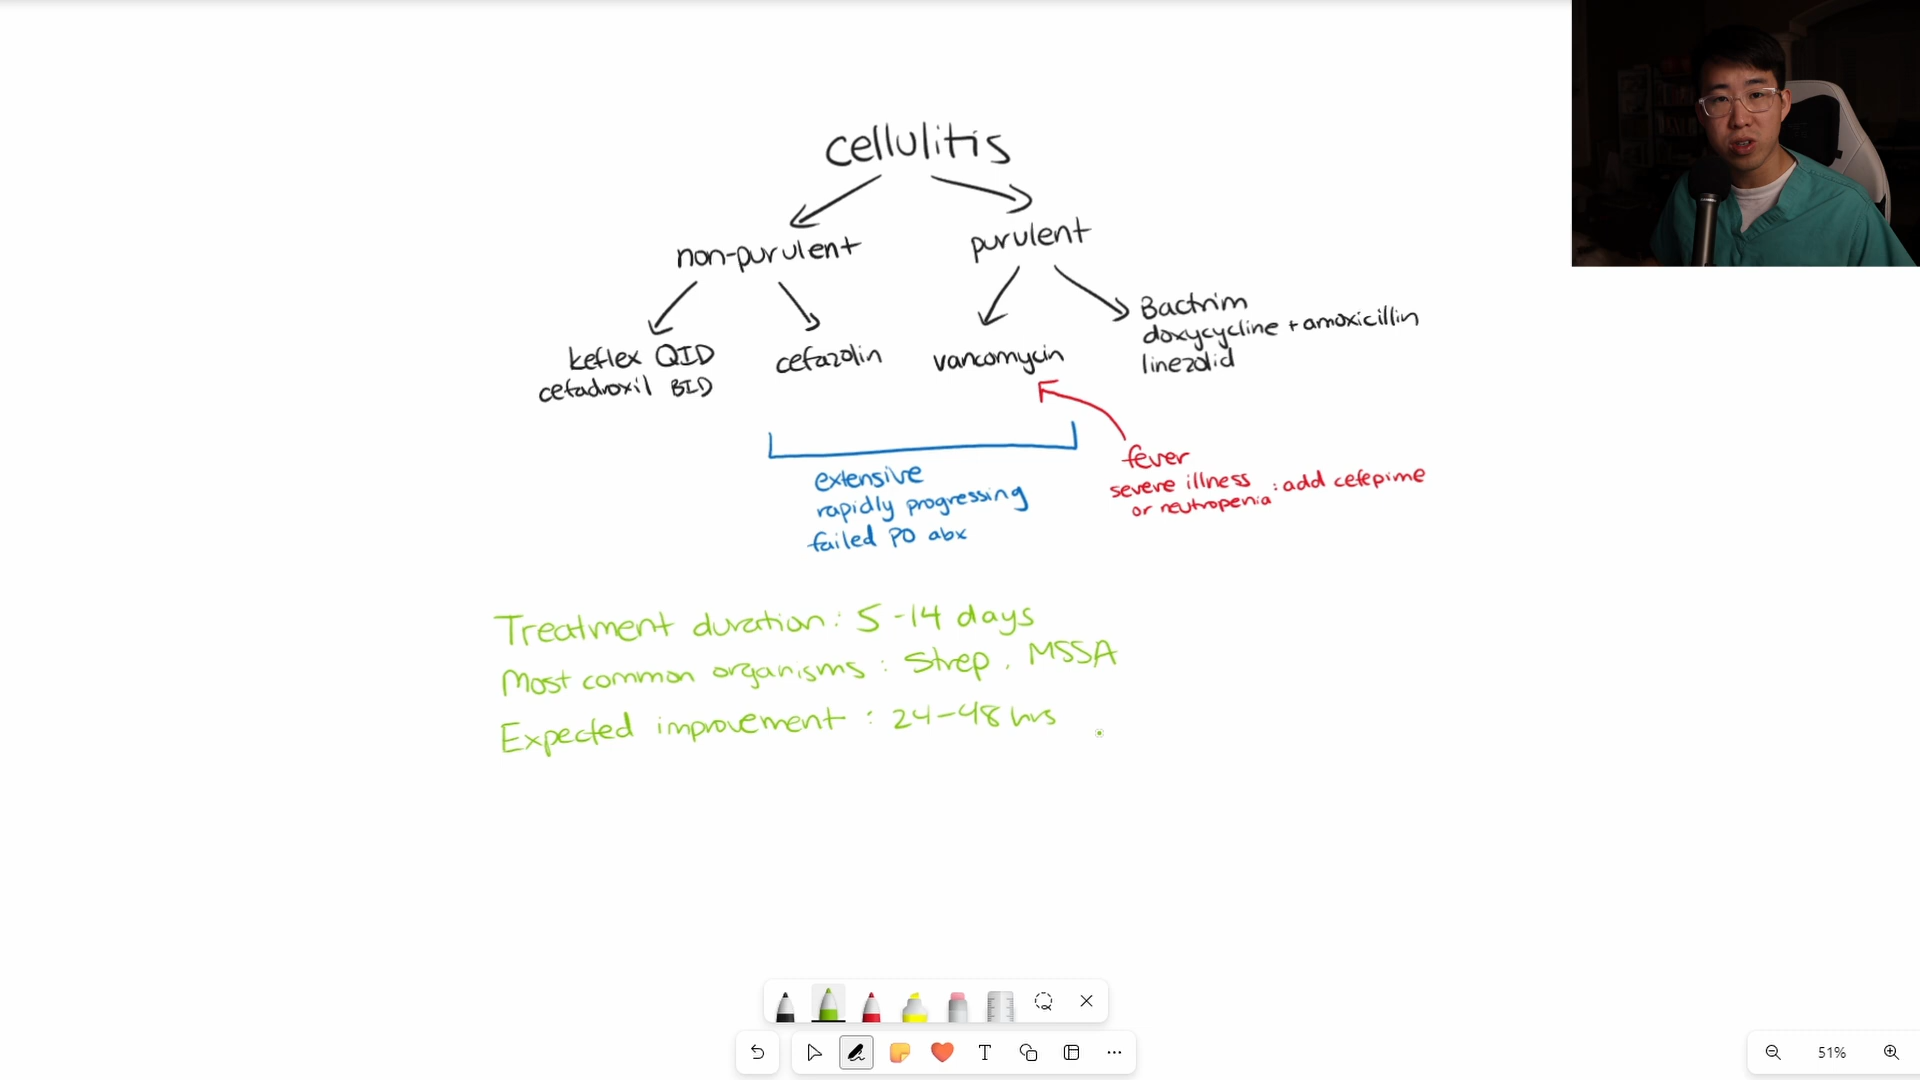 cellulitis
non-purulent
purulent
keflex QID
cefadroxil BID
cefazolin
vancomycin
Bactrim
doxycycline + amoxicillin
linezolid
extensive
rapidly progressing
failed PO abx
fever
severe illness : add cefepime
or neutropenia
Treatment duration: 5-14 days
Most common organisms: Strep, MSSA
Expected improvement: 24-48 hrs
T
51%